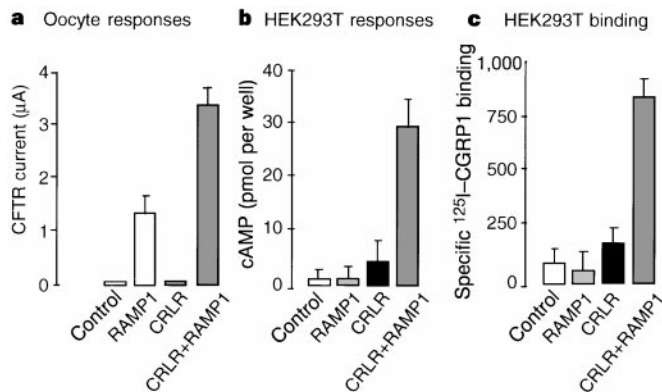 a Oocyte responses
CFTR current (μA)
4
3
2
1
0
Control
RAMP1
CRLR
CRLR+RAMP1
b HEK293T responses
cAMP (pmol per well)
40
30
20
10
0
Control
RAMP1
CRLR
CRLR+RAMP1
c HEK293T binding
Specific ¹²⁵I–CGRP1 binding
1,000
750
500
250
0
Control
RAMP1
CRLR
CRLR+RAMP1